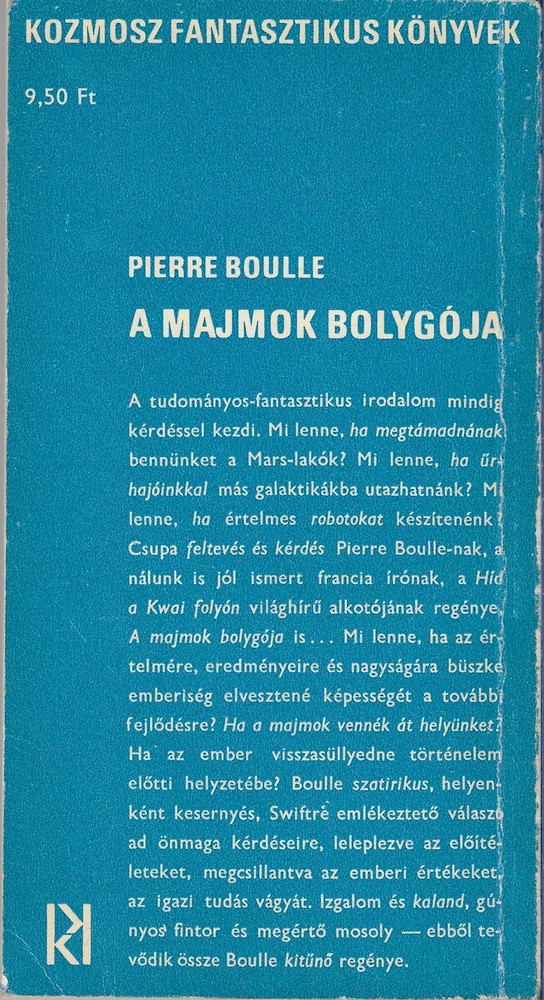 KOZMOSZ FANTASZTIKUS KÖNYVEK
9,50 Ft
PIERRE BOULLE
A MAJMOK BOLYGÓJA
A tudományos-fantasztikus irodalom mindig
kérdéssel kezdi. Mi lenne, ha megtámadnának
bennünket a Mars-lakók? Mi lenne, ha űr-
hajóinkkal más galaktikákba utazhatnánk? Mi
lenne, ha értelmes robotokat készítenénk?
Csupa feltevés és kérdés Pierre Boulle-nak, a
nálunk is jól ismert francia írónak, a Híd
a Kwai folyón világhírű alkotójának regénye,
A majmok bolygója is... Mi lenne, ha az ér-
telmére, eredményeire és nagyságára büszke
emberiség elvesztené képességét a további
fejlődésre? Ha a majmok vennék át helyünket?
Ha az ember visszasüllyedne történelem
előtti helyzetébe? Boulle szatirikus, helyen-
ként kesernyés, Swiftre emlékeztető választ
ad önmaga kérdéseire, leleplezve az előíté-
leteket, megcsillantva az emberi értékeket,
az igazi tudás vágyát. Izgalom és kaland, gú-
nyos fintor és megértő mosoly — ebből te-
vődik össze Boulle kitűnő regénye.